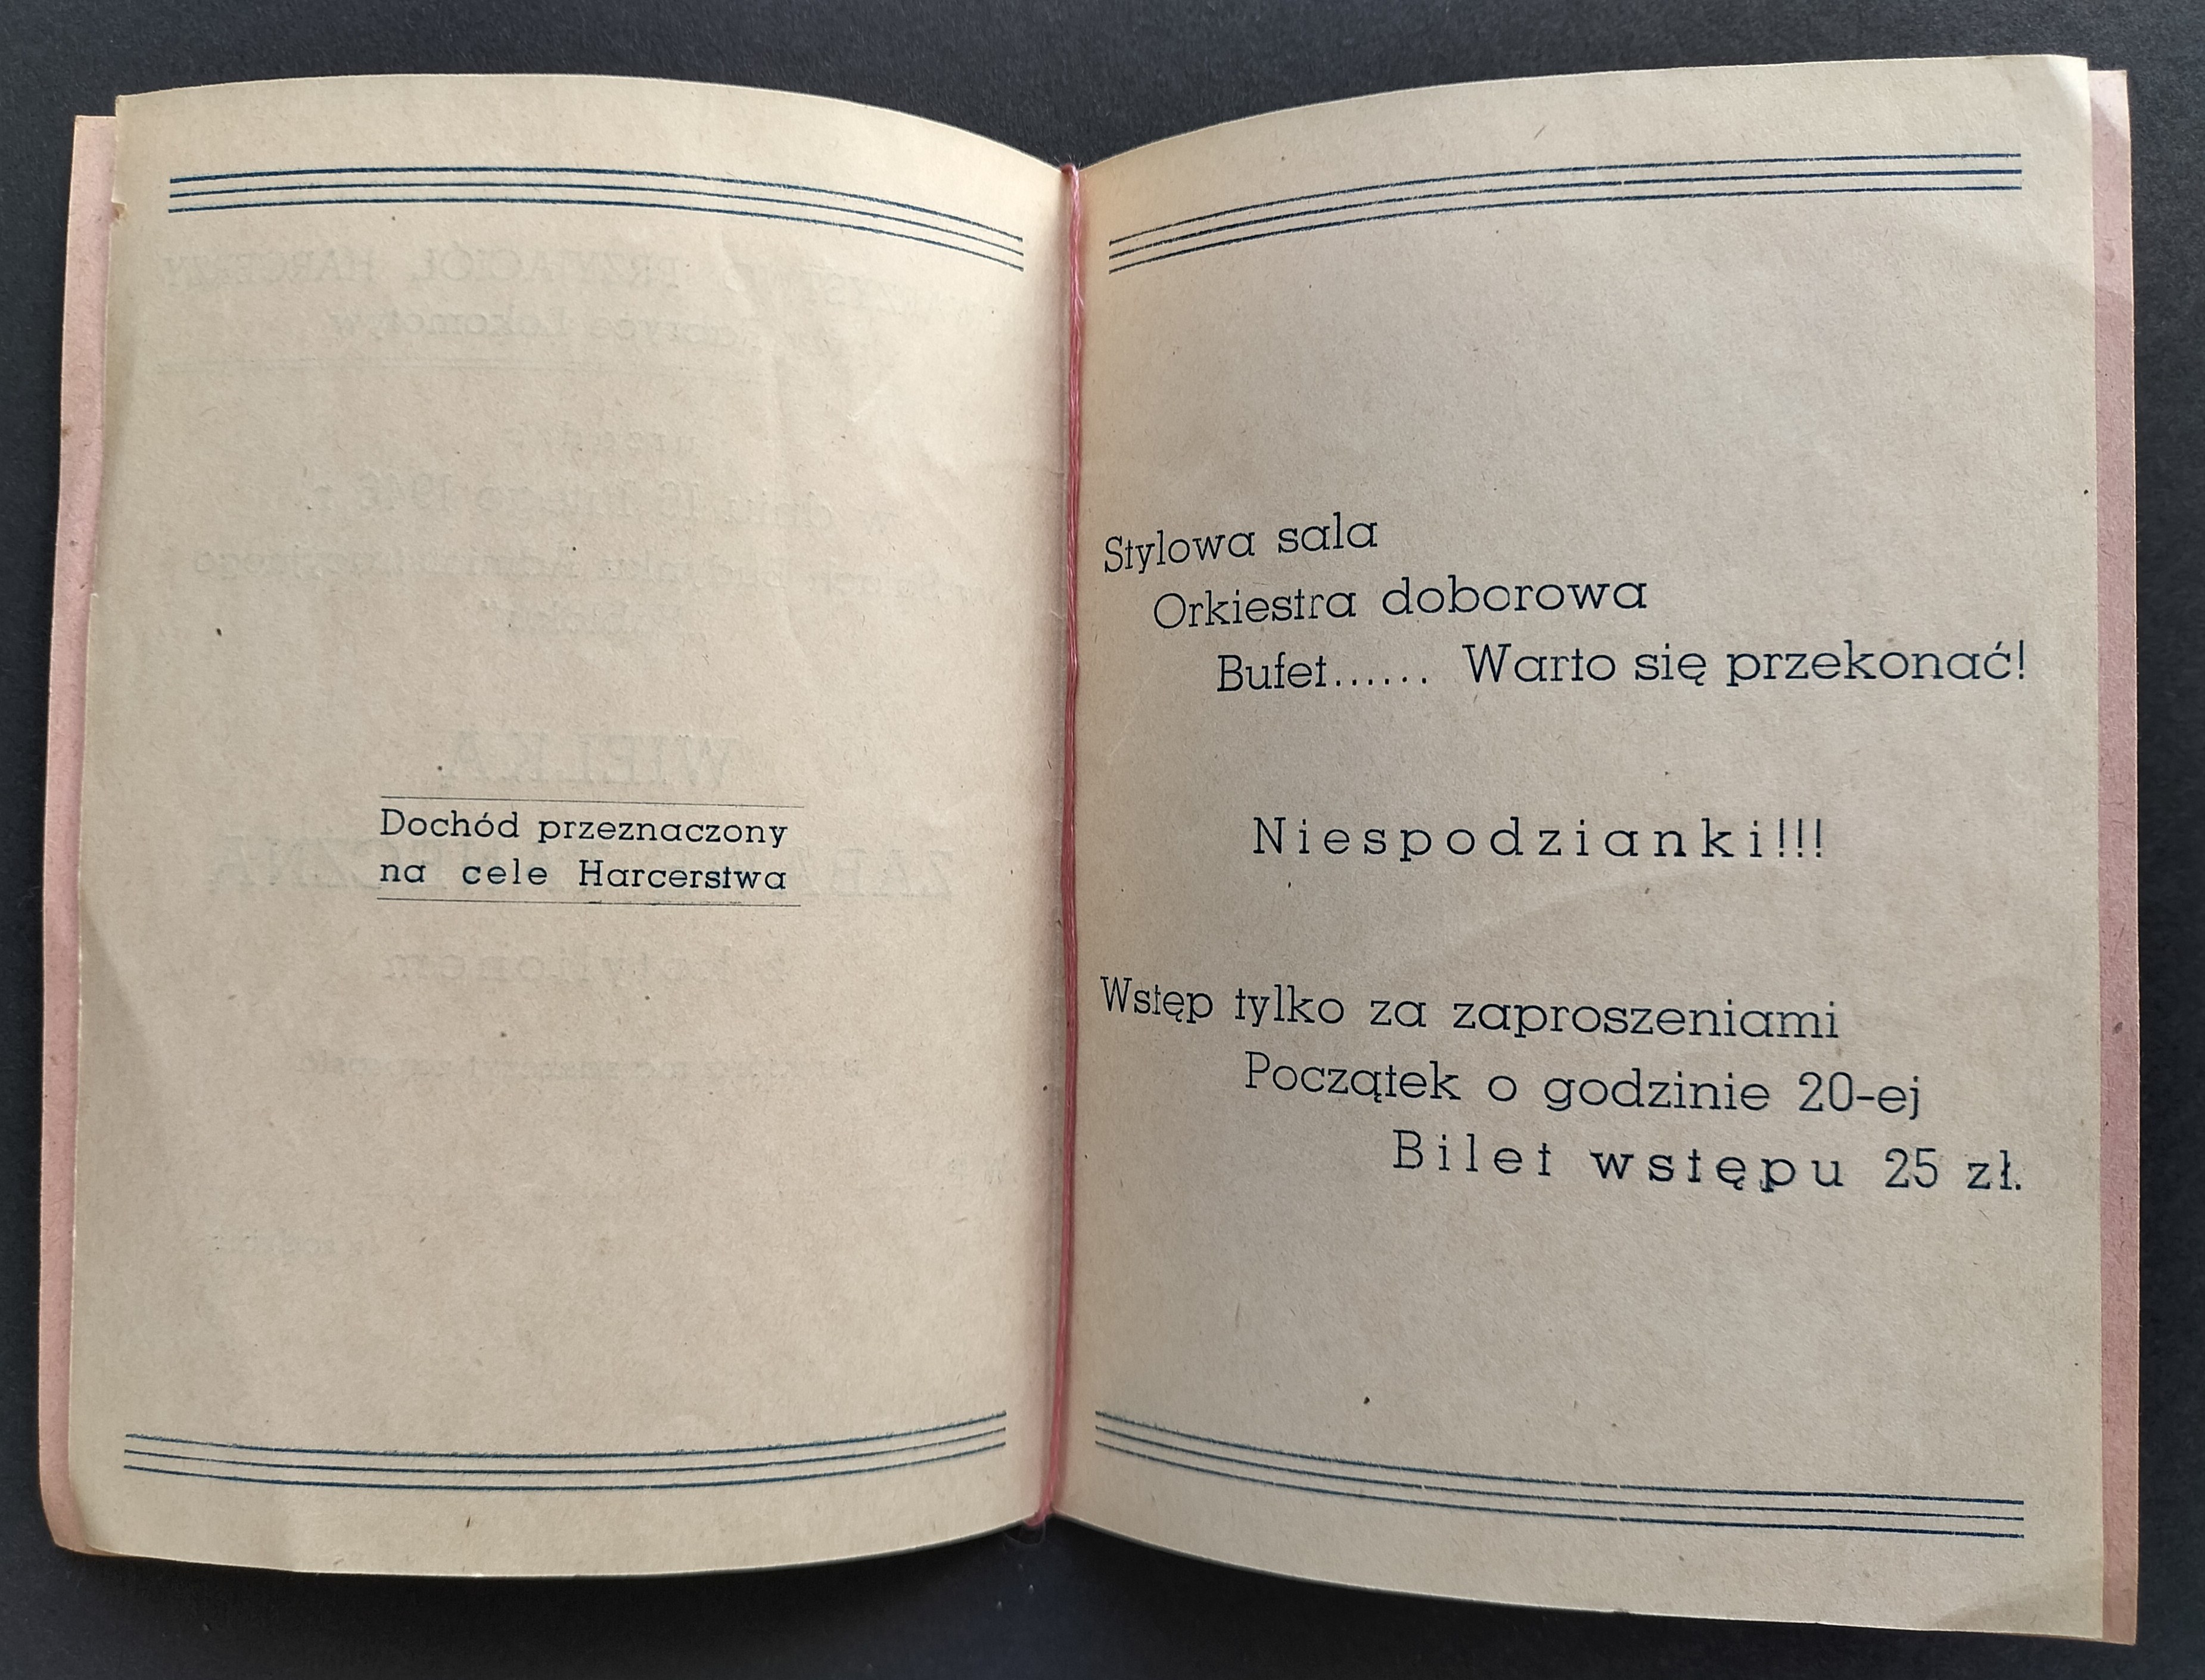 Dochód przeznaczony
na cele Harcerstwa
Stylowa sala
Orkiestra doborowa
Bufet...... Warto się przekonać!
Niespodzianki!!!
Wstęp tylko za zaproszeniami
Początek o godzinie 20-ej
Bilet wstępu 25 zł.